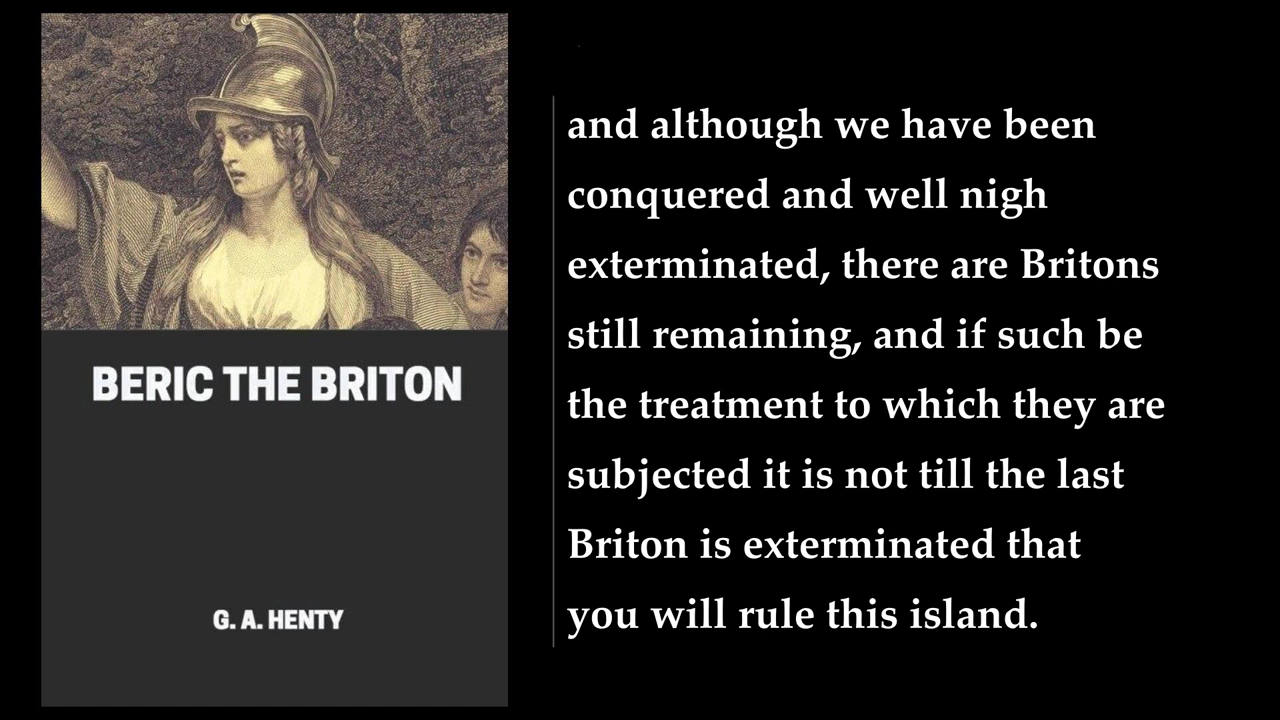 BERIC THE BRITON
G. A. HENTY
and although we have been
conquered and well nigh
exterminated, there are Britons
still remaining, and if such be
the treatment to which they are
subjected it is not till the last
Briton is exterminated that
you will rule this island.